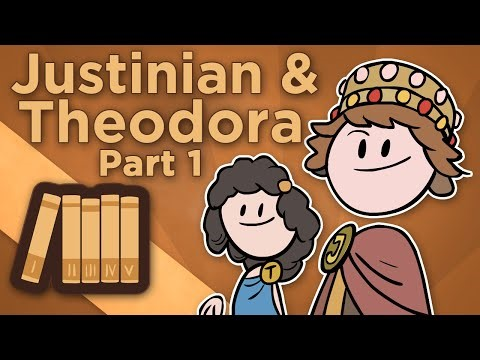 Justinian &
Theodora
Part 1
I II III IV V
T
J